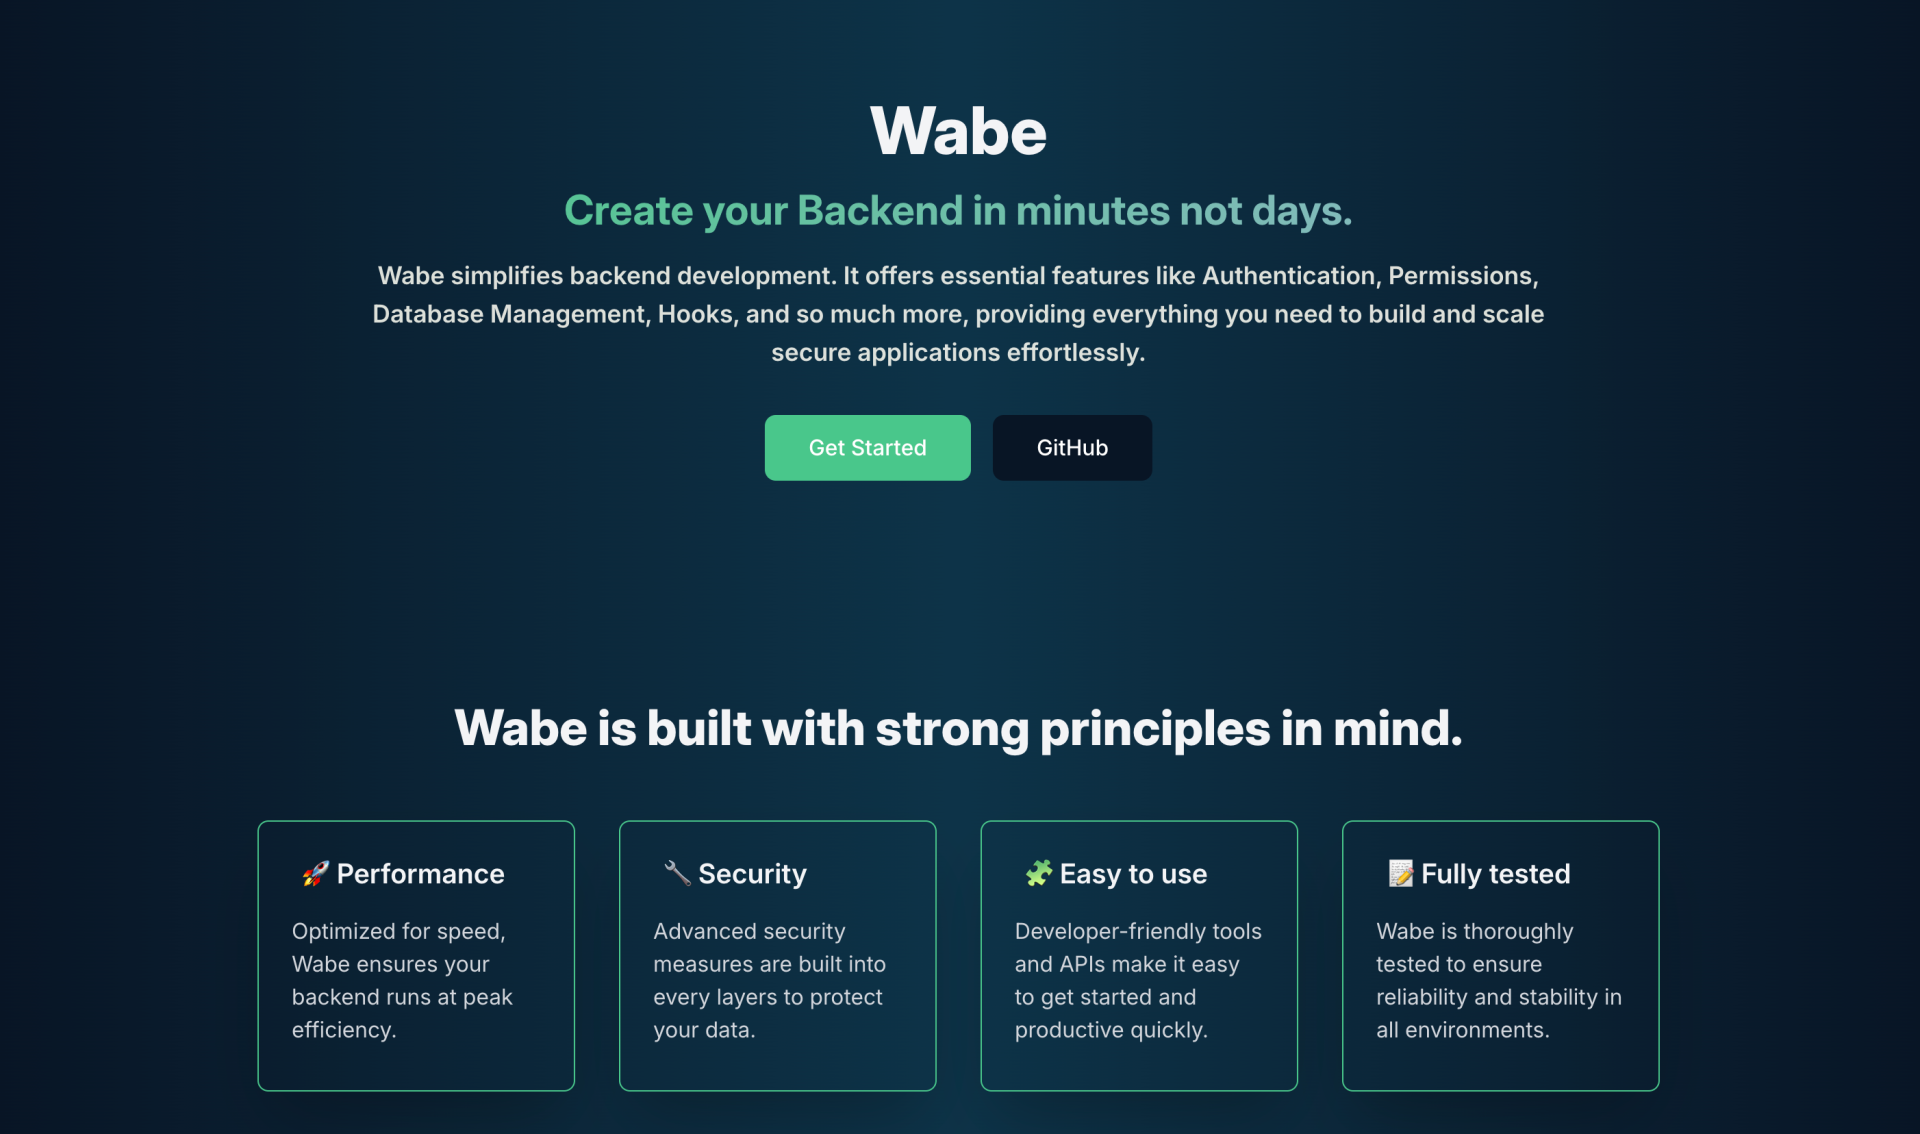 Wabe
Create your Backend in minutes not days.
Wabe simplifies backend development. It offers essential features like Authentication, Permissions,
Database Management, Hooks, and so much more, providing everything you need to build and scale
secure applications effortlessly.
Get Started
GitHub
Wabe is built with strong principles in mind.
🚀 Performance
Optimized for speed,
Wabe ensures your
backend runs at peak
efficiency.
🔧 Security
Advanced security
measures are built into
every layers to protect
your data.
🧩 Easy to use
Developer-friendly tools
and APIs make it easy
to get started and
productive quickly.
📝 Fully tested
Wabe is thoroughly
tested to ensure
reliability and stability in
all environments.